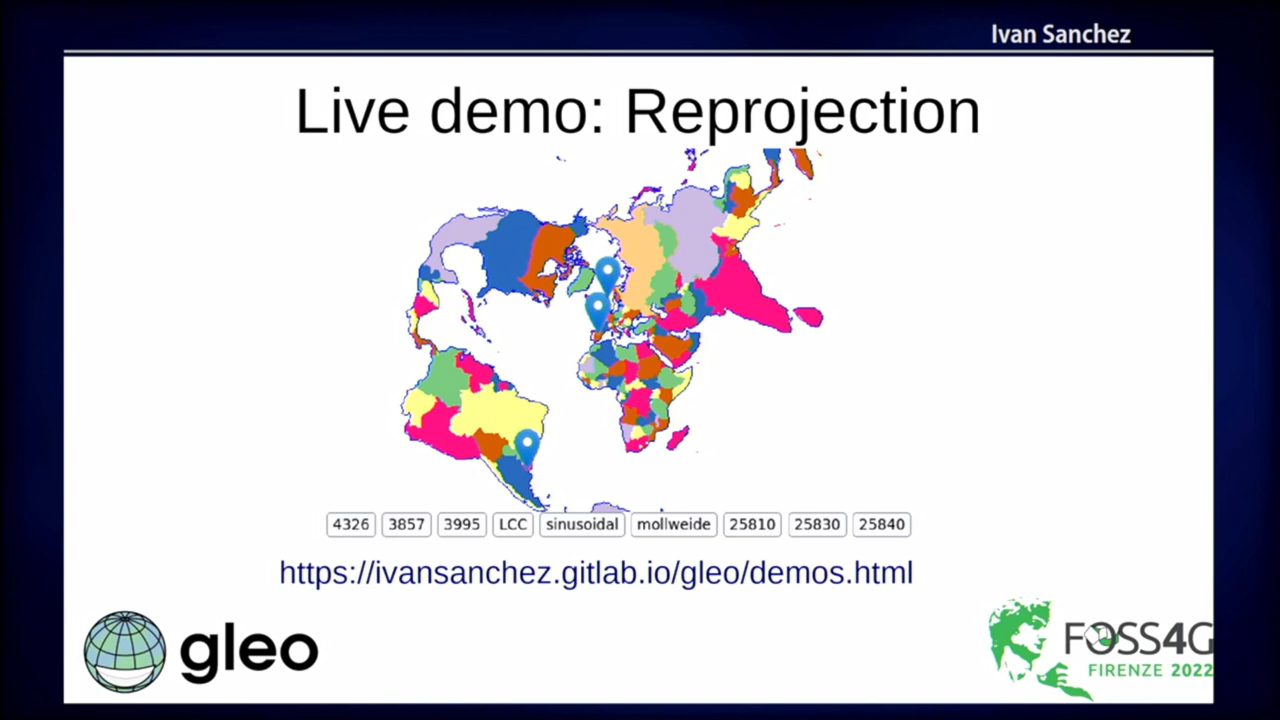 Ivan Sanchez
Live demo: Reprojection
4326 3857 3995 LCC sinusoidal mollweide 25810 25830 25840
https://ivansanchez.gitlab.io/gleo/demos.html
gleo
FOSS4G
FIRENZE 2022